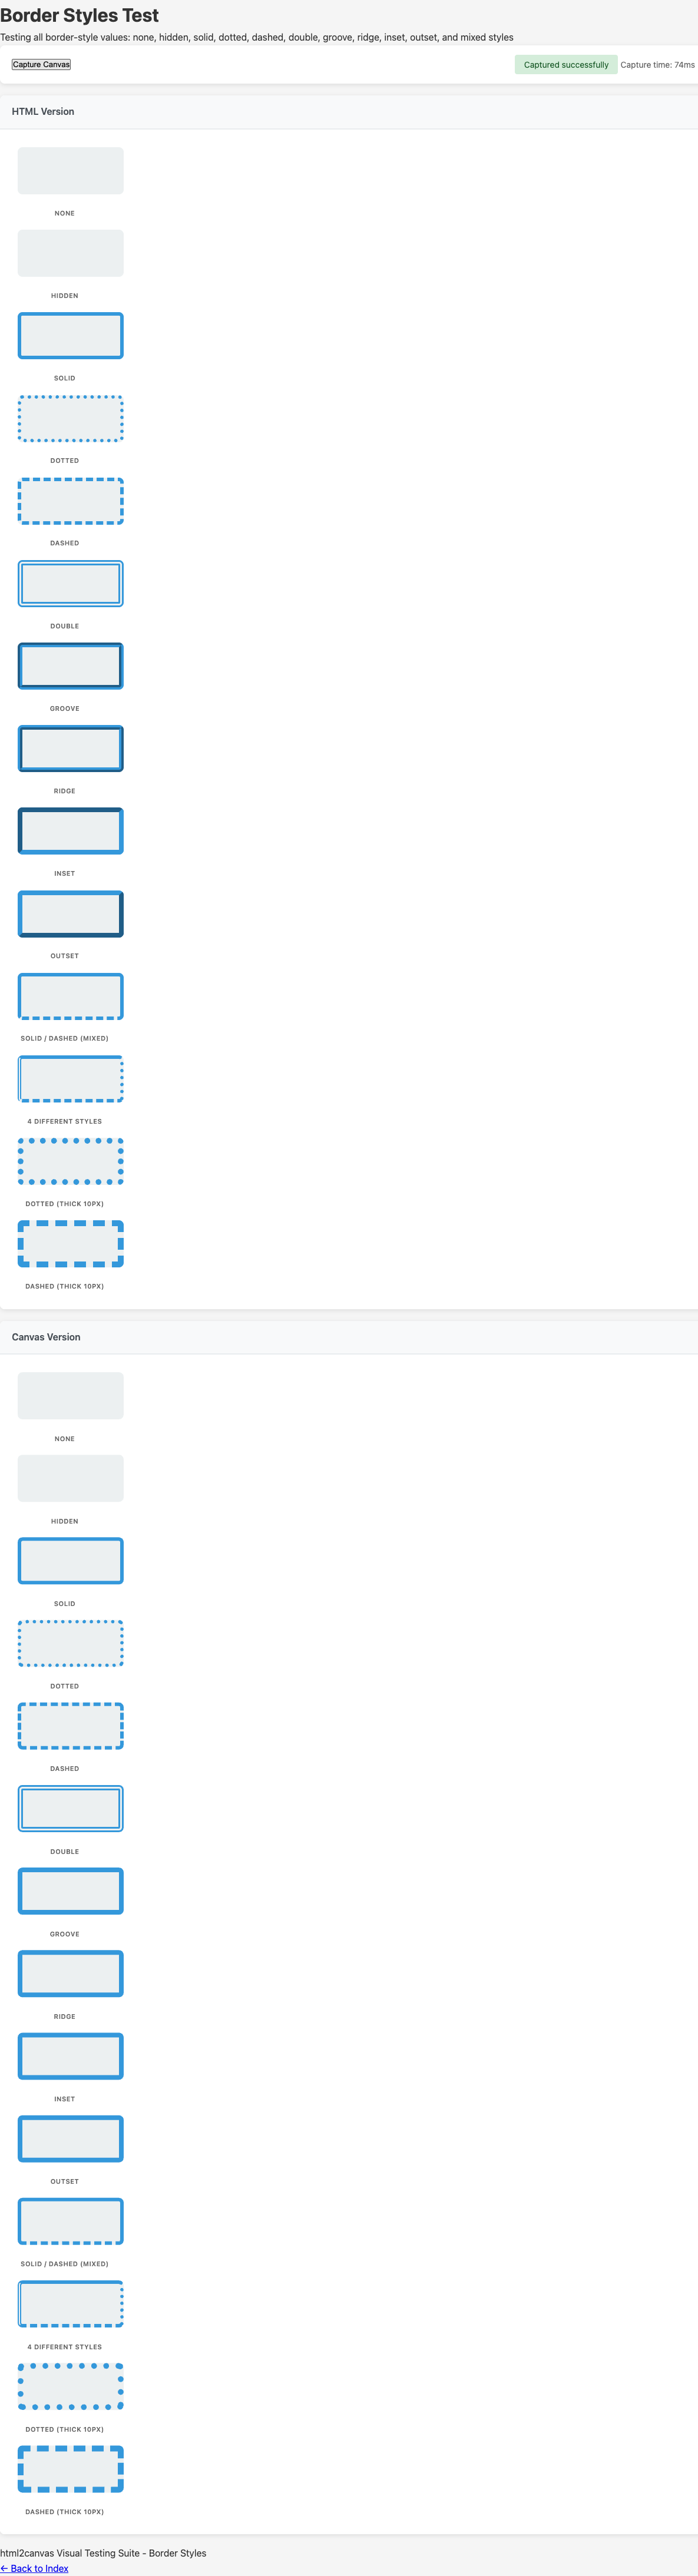 Border Styles Test
Testing all border-style values: none, hidden, solid, dotted, dashed, double, groove, ridge, inset, outset, and mixed styles
Capture Canvas
Captured successfully Capture time: 74ms
HTML Version
NONE
HIDDEN
SOLID
DOTTED
DASHED
DOUBLE
GROOVE
RIDGE
INSET
OUTSET
SOLID / DASHED (MIXED)
4 DIFFERENT STYLES
DOTTED (THICK 10PX)
DASHED (THICK 10PX)
Canvas Version
NONE
HIDDEN
SOLID
DOTTED
DASHED
DOUBLE
GROOVE
RIDGE
INSET
OUTSET
SOLID / DASHED (MIXED)
4 DIFFERENT STYLES
DOTTED (THICK 10PX)
DASHED (THICK 10PX)
html2canvas Visual Testing Suite - Border Styles
← Back to Index